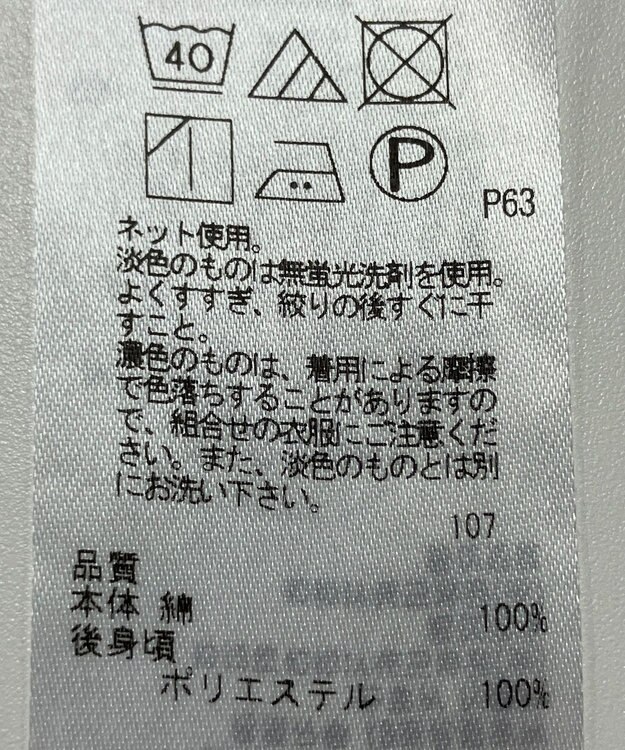 40
P
P63
ネット使用。
淡色のものは無蛍光洗剤を使用。
よくすすぎ、絞りの後すぐに干
すこと。
濃色のものは、着用による摩擦
で色落ちすることがありますの
で、組合せの衣服にご注意くだ
さい。また、淡色のものとは別
にお洗い下さい。
107
品質
本体 綿 100%
後身頃
ポリエステル 100%